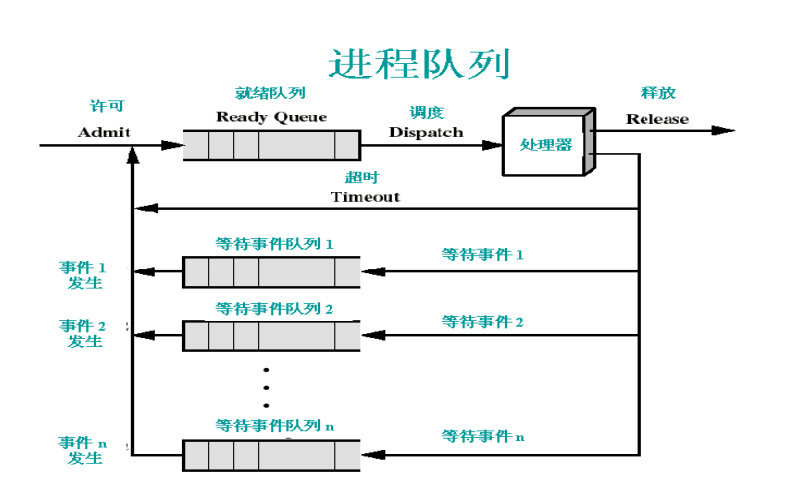 进程队列
许可
Admit
就绪队列
Ready Queue
调度
Dispatch
处理器
释放
Release
超时
Timeout
事件 1
发生
等待事件队列 1
等待事件 1
事件 2
发生
等待事件队列 2
等待事件 2
事件 n
发生
等待事件队列 n
等待事件 n